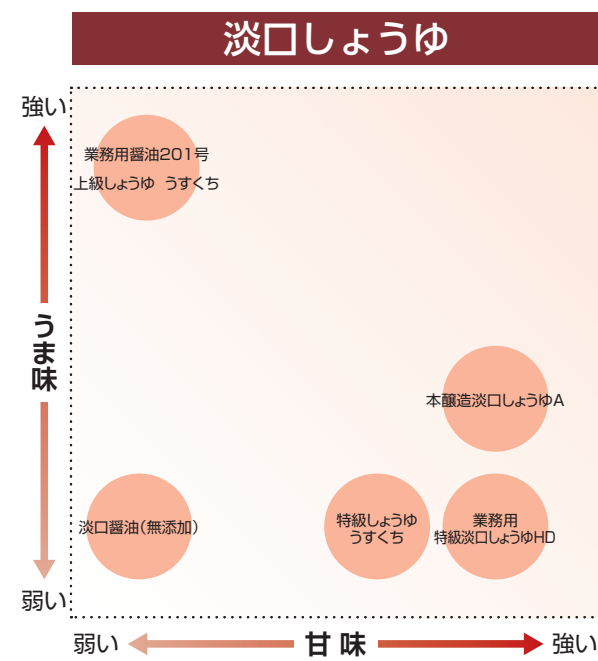 淡口しょうゆ
強い
業務用醤油201号
上級しょうゆ うすくち
うま味
本醸造淡口しょうゆA
淡口醤油(無添加)
特級しょうゆ
うすくち
業務用
特級淡口しょうゆHD
弱い
弱い 甘味 強い